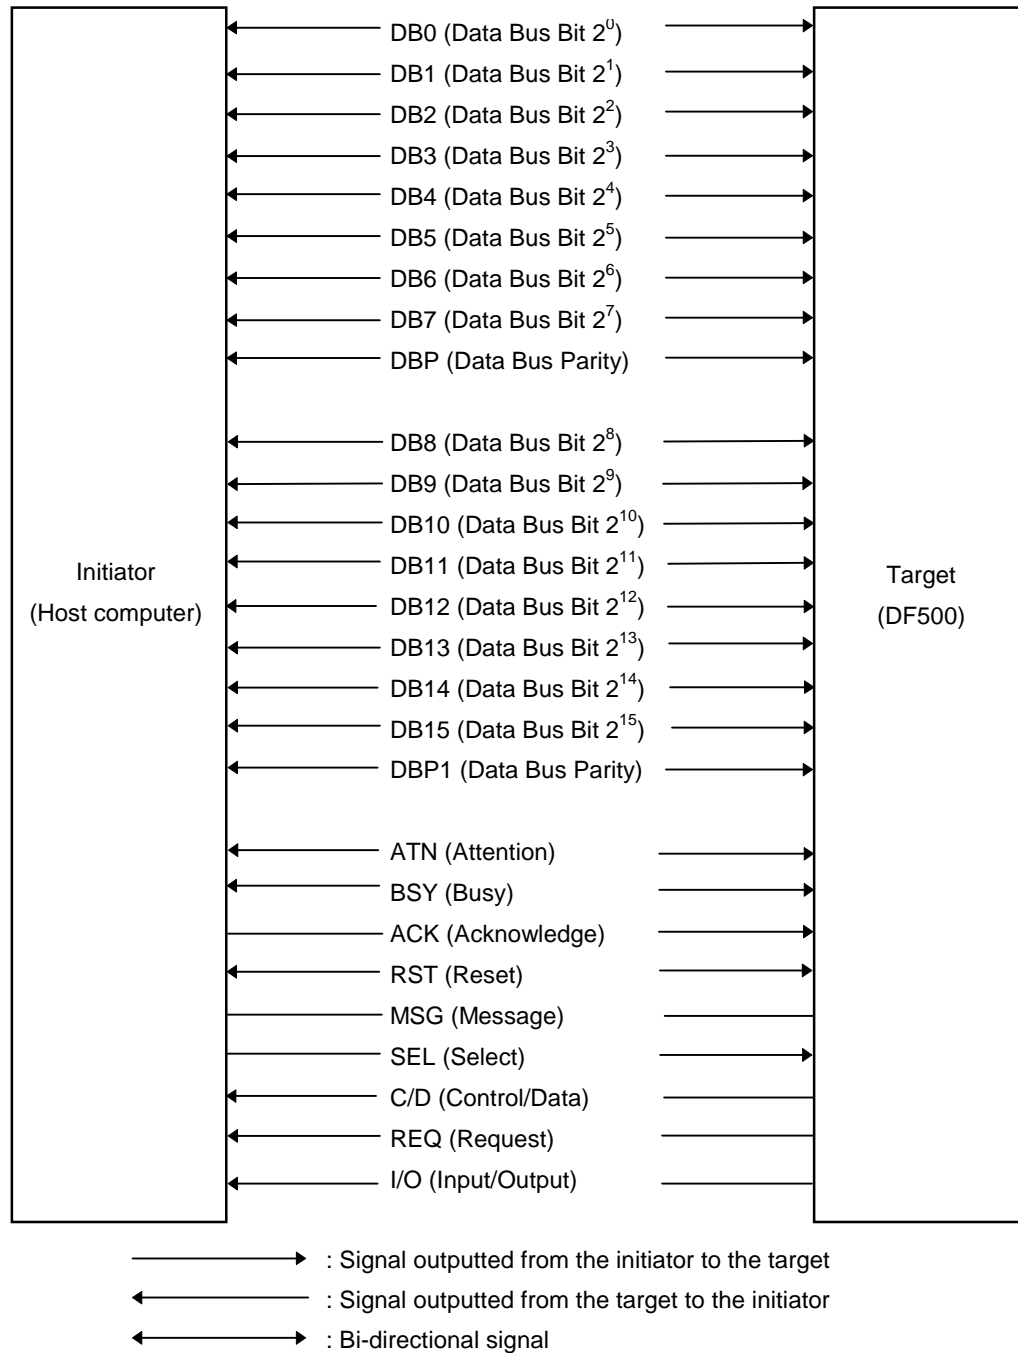 DB0 (Data Bus Bit 2⁰)
DB1 (Data Bus Bit 2¹)
DB2 (Data Bus Bit 2²)
DB3 (Data Bus Bit 2³)
DB4 (Data Bus Bit 2⁴)
DB5 (Data Bus Bit 2⁵)
DB6 (Data Bus Bit 2⁶)
DB7 (Data Bus Bit 2⁷)
DBP (Data Bus Parity)
DB8 (Data Bus Bit 2⁸)
DB9 (Data Bus Bit 2⁹)
DB10 (Data Bus Bit 2¹⁰)
DB11 (Data Bus Bit 2¹¹)
DB12 (Data Bus Bit 2¹²)
DB13 (Data Bus Bit 2¹³)
DB14 (Data Bus Bit 2¹⁴)
DB15 (Data Bus Bit 2¹⁵)
DBP1 (Data Bus Parity)
ATN (Attention)
BSY (Busy)
ACK (Acknowledge)
RST (Reset)
MSG (Message)
SEL (Select)
C/D (Control/Data)
REQ (Request)
I/O (Input/Output)
Initiator
(Host computer)
Target
(DF500)
: Signal outputted from the initiator to the target
: Signal outputted from the target to the initiator
: Bi-directional signal